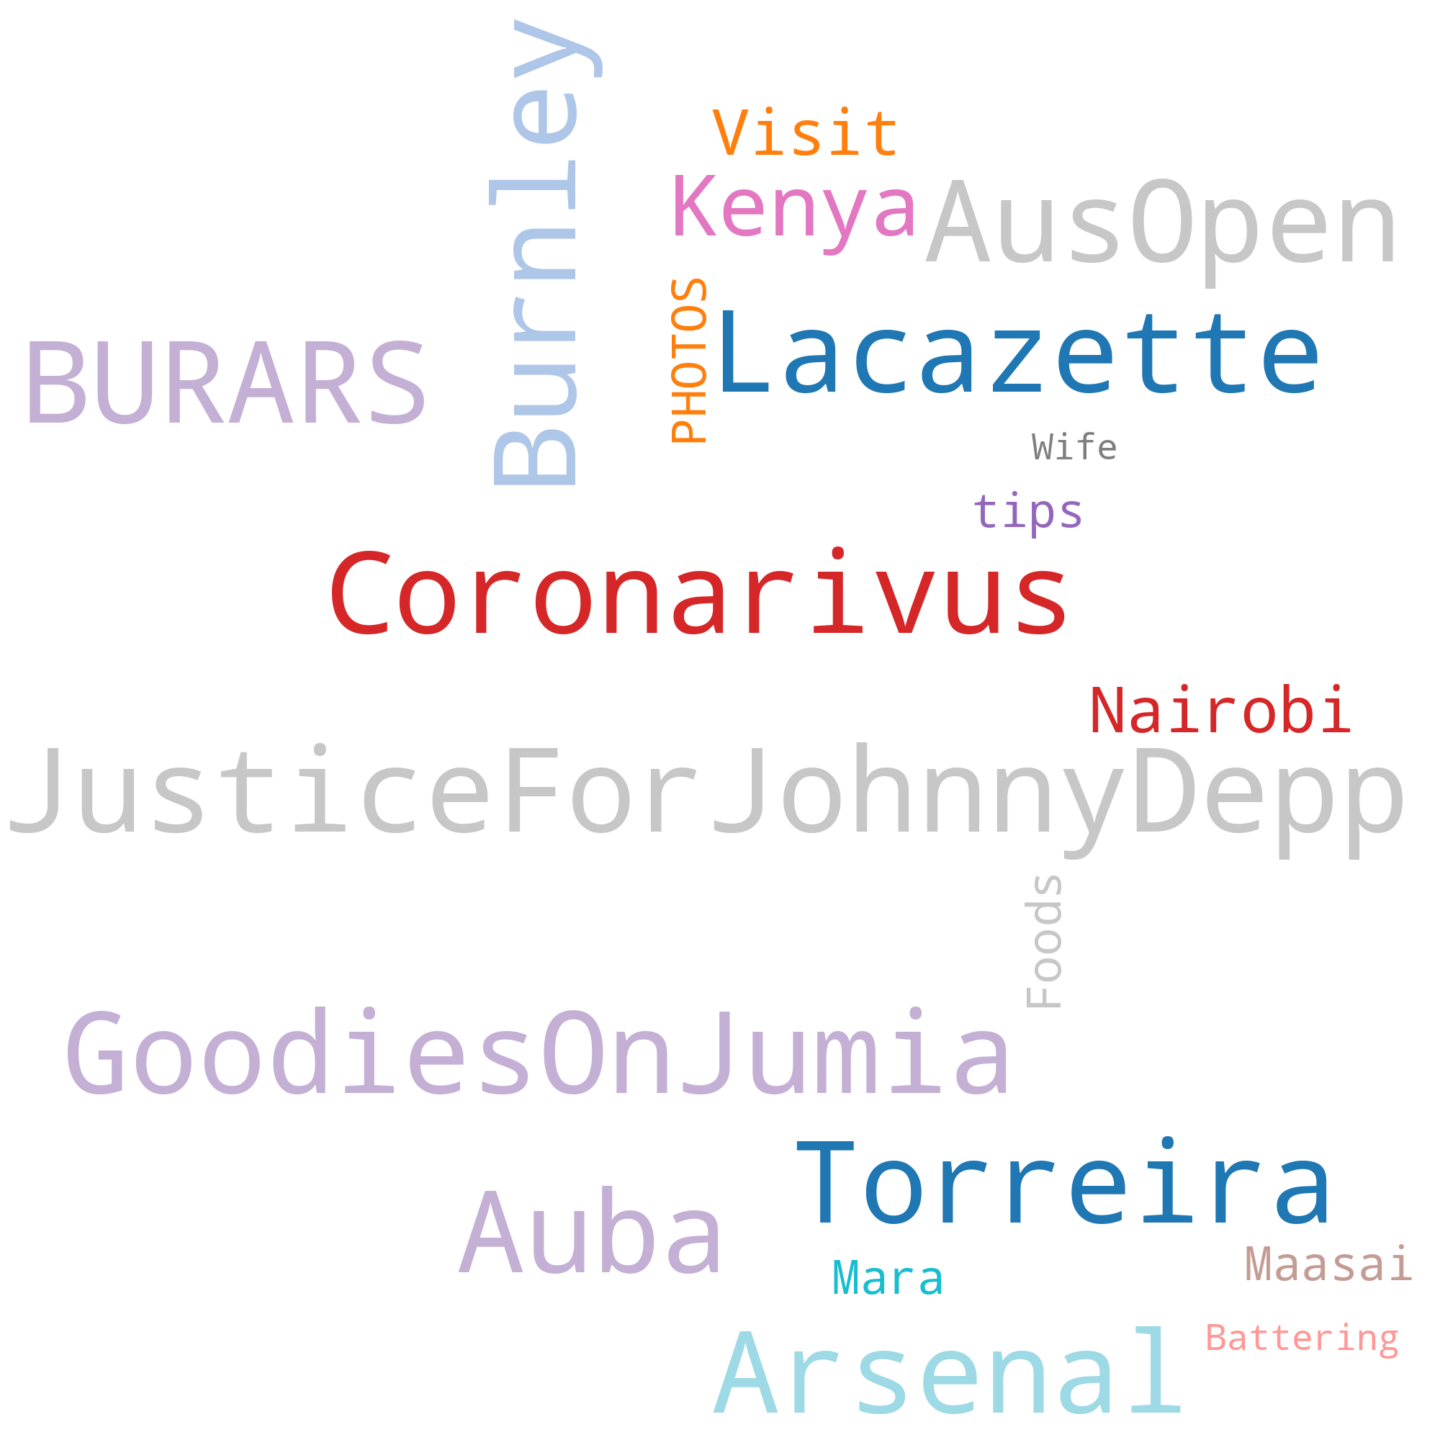 Burnley
Visit
Kenya
AusOpen
PHOTOS
Lacazette
BURARS
Wife
tips
Coronarivus
Nairobi
JusticeForJohnnyDepp
Foods
GoodiesOnJumia
Torreira
Auba
Mara
Maasai
Battering
Arsenal